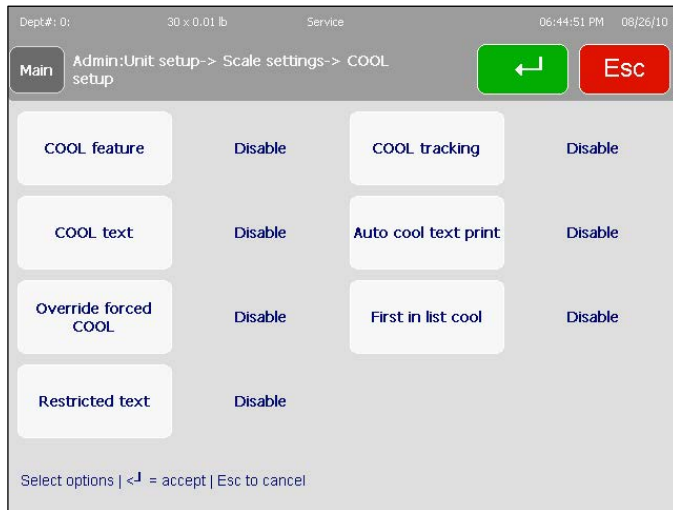 Dept#: 0: 30 x 0.01 lb Service 06:44:51 PM 08/26/10
Main Admin:Unit setup-> Scale settings-> COOL
setup
Esc
COOL feature Disable COOL tracking Disable
COOL text Disable Auto cool text print Disable
Override forced
COOL Disable First in list cool Disable
Restricted text Disable
Select options | <┘ = accept | Esc to cancel